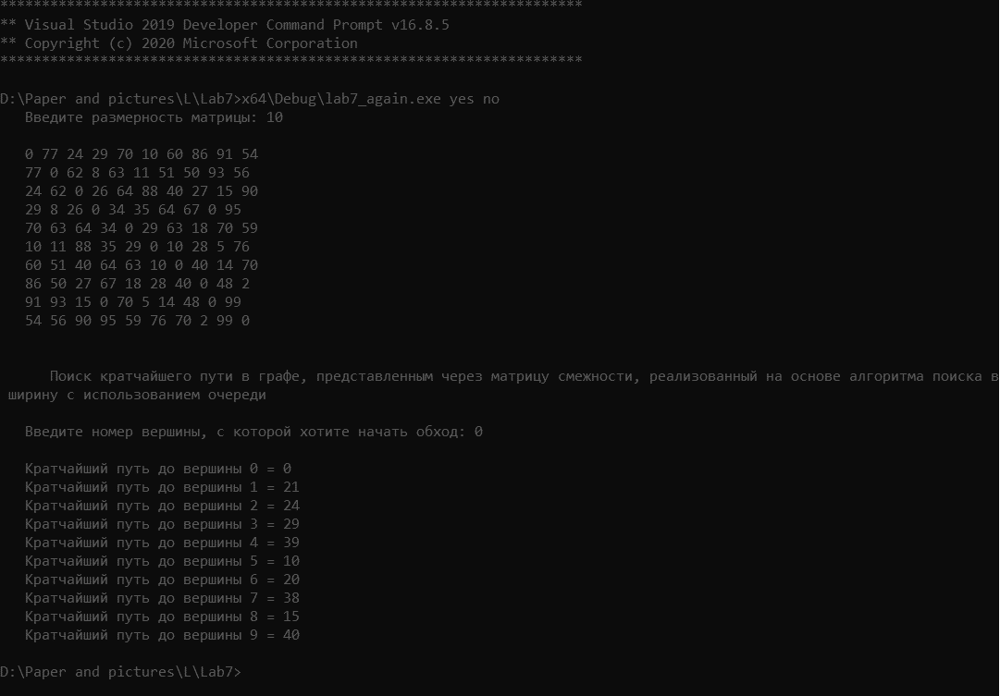 **********************************************************************
** Visual Studio 2019 Developer Command Prompt v16.8.5
** Copyright (c) 2020 Microsoft Corporation
**********************************************************************
D:\Paper and pictures\L\Lab7>x64\Debug\lab7_again.exe yes no
Введите размерность матрицы: 10
0 77 24 29 70 10 60 86 91 54
77 0 62 8 63 11 51 50 93 56
24 62 0 26 64 88 40 27 15 90
29 8 26 0 34 35 64 67 0 95
70 63 64 34 0 29 63 18 70 59
10 11 88 35 29 0 10 28 5 76
60 51 40 64 63 10 0 40 14 70
86 50 27 67 18 28 40 0 48 2
91 93 15 0 70 5 14 48 0 99
54 56 90 95 59 76 70 2 99 0
Поиск кратчайшего пути в графе, представленным через матрицу смежности, реализованный на основе алгоритма поиска в
ширину с использованием очереди
Введите номер вершины, с которой хотите начать обход: 0
Кратчайший путь до вершины 0 = 0
Кратчайший путь до вершины 1 = 21
Кратчайший путь до вершины 2 = 24
Кратчайший путь до вершины 3 = 29
Кратчайший путь до вершины 4 = 39
Кратчайший путь до вершины 5 = 10
Кратчайший путь до вершины 6 = 20
Кратчайший путь до вершины 7 = 38
Кратчайший путь до вершины 8 = 15
Кратчайший путь до вершины 9 = 40
D:\Paper and pictures\L\Lab7>